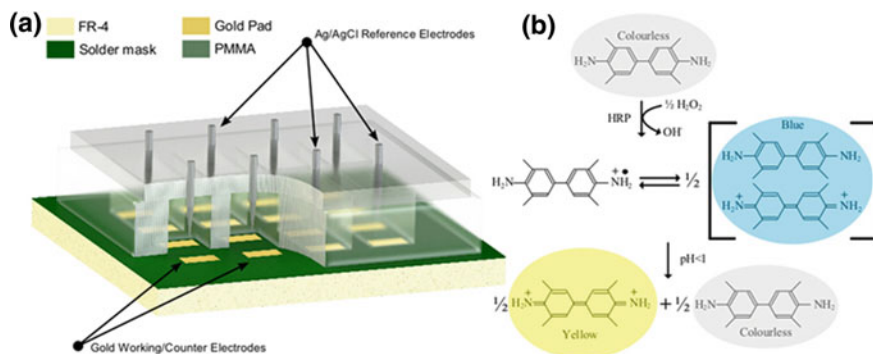 (a)
FR-4
Gold Pad
Solder mask
PMMA
Ag/AgCl Reference Electrodes
Gold Working/Counter Electrodes
(b)
Colourless
H₂N
NH₂
HRP
½ H₂O₂
OH⁻
Blue
H₂N
NH₂
H₂N
+•
NH₂
½
+ +
H₂N
NH₂
pH<1
½
+ +
H₂N
NH₂
Yellow
+ ½
H₂N
NH₂
Colourless